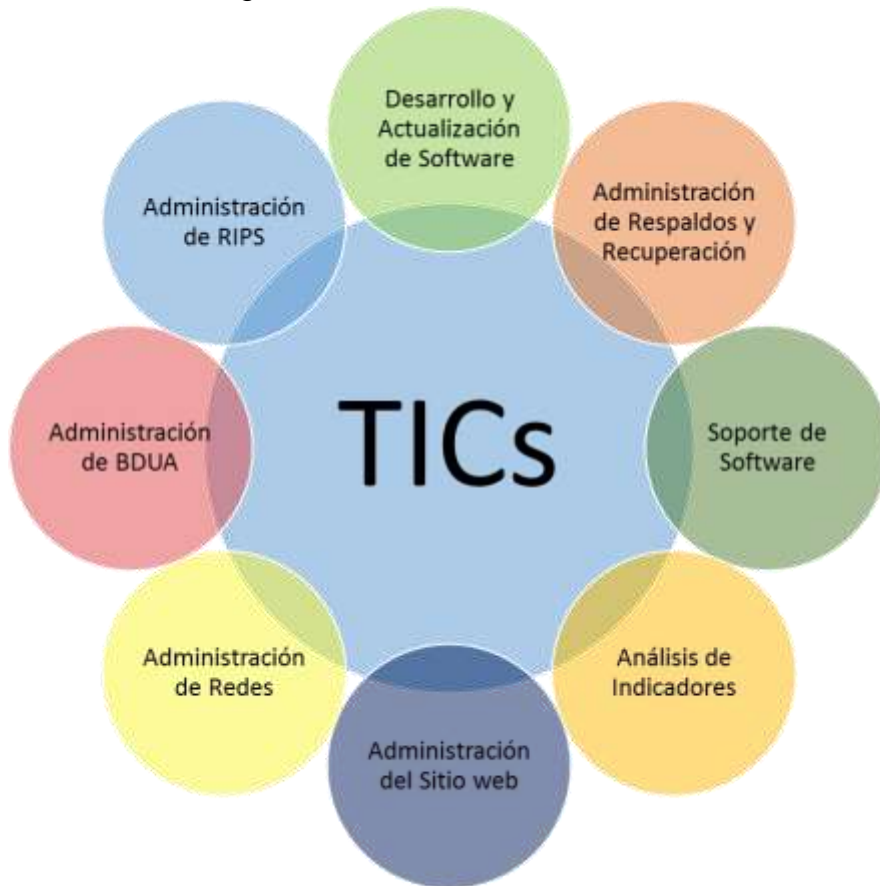 Desarrollo y
Actualización
de Software
Administración
de Respaldos y
Recuperación
Soporte de
Software
Análisis de
Indicadores
Administración
del Sitio web
Administración
de Redes
Administración
de BDUA
Administración
de RIPS
TICs